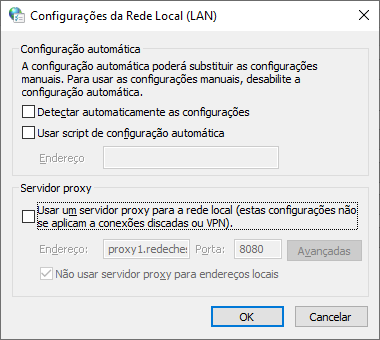 Configurações da Rede Local (LAN)
Configuração automática
A configuração automática poderá substituir as configurações
manuais. Para usar as configurações manuais, desabilite a
configuração automática.
Detectar automaticamente as configurações
Usar script de configuração automática
Endereço
Servidor proxy
Usar um servidor proxy para a rede local (estas configurações não
se aplicam a conexões discadas ou VPN).
Endereço: proxy1.redeches Porta: 8080 Avançadas
Não usar servidor proxy para endereços locais
OK Cancelar